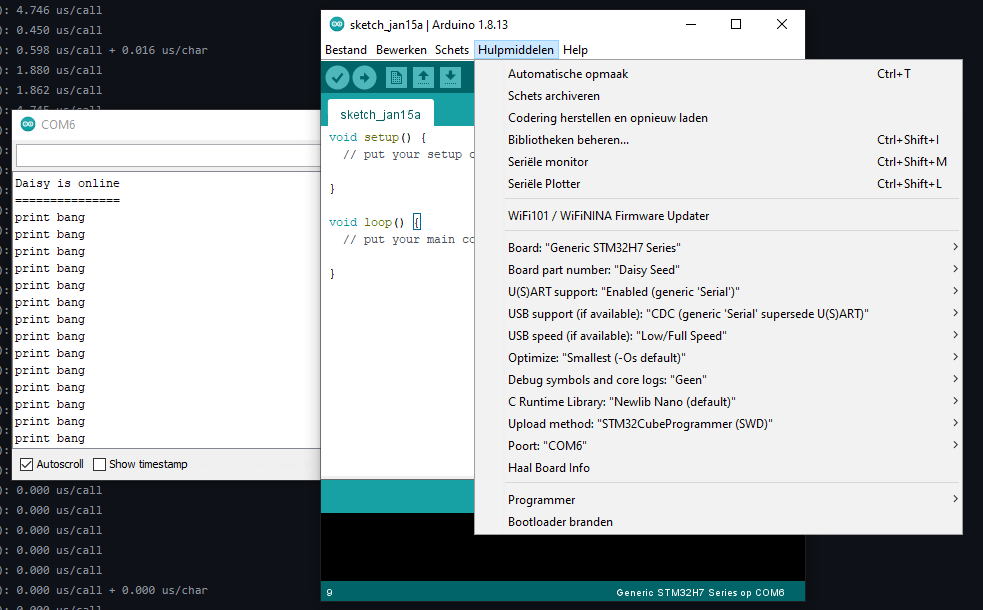 ): 4.746 us/call
): 0.450 us/call
): 0.598 us/call + 0.016 us/char
): 1.880 us/call
): 1.862 us/call
): 4.745 us/call
COM6
Daisy is online
===============
print bang
print bang
print bang
print bang
print bang
print bang
print bang
print bang
print bang
print bang
print bang
print bang
print bang
print bang
Autoscroll Show timestamp
): 0.000 us/call
): 0.000 us/call
): 0.000 us/call
): 0.000 us/call
): 0.000 us/call
): 0.000 us/call + 0.000 us/char
): 0.000 us/call
sketch_jan15a | Arduino 1.8.13
Bestand Bewerken Schets Hulpmiddelen Help
sketch_jan15a
void setup() {
// put your setup c
}
void loop() {
// put your main co
}
Automatische opmaak Ctrl+T
Schets archiveren
Codering herstellen en opnieuw laden
Bibliotheken beheren... Ctrl+Shift+I
Seriële monitor Ctrl+Shift+M
Seriële Plotter Ctrl+Shift+L
WiFi101 / WiFiNINA Firmware Updater
Board: "Generic STM32H7 Series"
Board part number: "Daisy Seed"
U(S)ART support: "Enabled (generic 'Serial')"
USB support (if available): "CDC (generic 'Serial' supersede U(S)ART)"
USB speed (if available): "Low/Full Speed"
Optimize: "Smallest (-Os default)"
Debug symbols and core logs: "Geen"
C Runtime Library: "Newlib Nano (default)"
Upload method: "STM32CubeProgrammer (SWD)"
Poort: "COM6"
Haal Board Info
Programmer
Bootloader branden
9 Generic STM32H7 Series op COM6